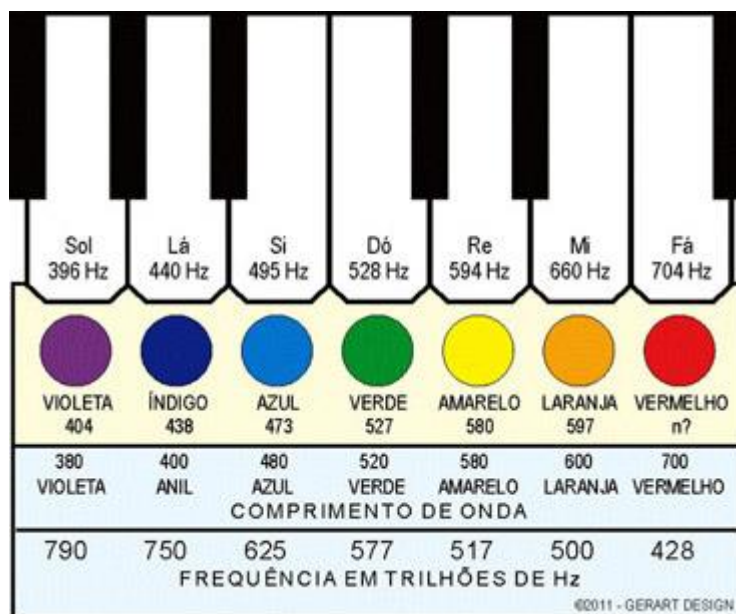 Sol Lá Si Dó Re Mi Fá
396 Hz 440 Hz 495 Hz 528 Hz 594 Hz 660 Hz 704 Hz
VIOLETA ÍNDIGO AZUL VERDE AMARELO LARANJA VERMELHO
404 438 473 527 580 597 n?
380 400 480 520 580 600 700
VIOLETA ANIL AZUL VERDE AMARELO LARANJA VERMELHO
COMPRIMENTO DE ONDA
790 750 625 577 517 500 428
FREQUÊNCIA EM TRILHÕES DE Hz
©2011 - GERART DESIGN